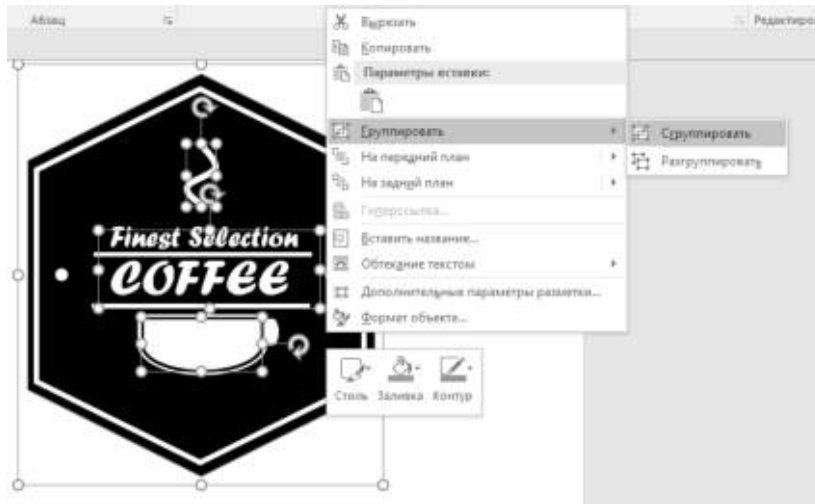 Абзац
Редактиро
Вырезать
Копировать
Параметры вставки:
Группировать
Сгруппировать
На передний план
Разгруппировать
На задний план
Гиперссылка...
Вставить название...
Обтекание текстом
Дополнительные параметры разметки...
Формат объекта...
Стиль Заливка Контур
Finest Selection
COFFEE